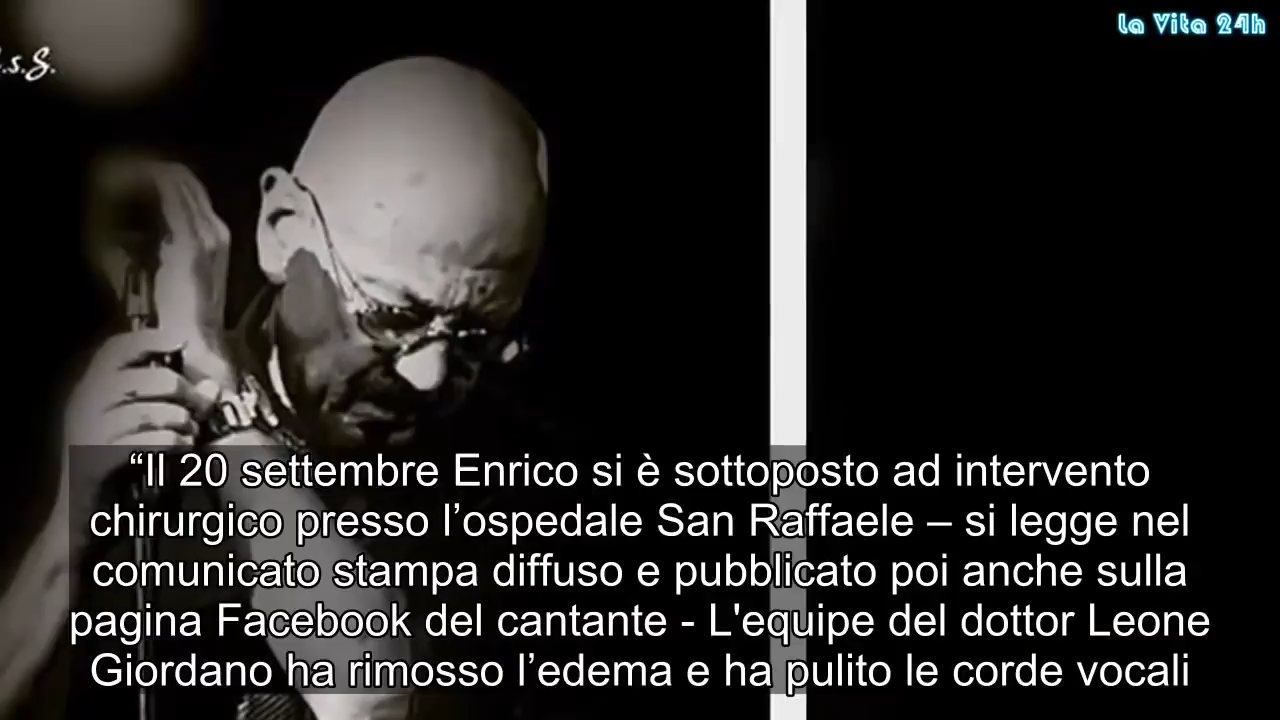 .s.S.
La Vita 24h
“Il 20 settembre Enrico si è sottoposto ad intervento
chirurgico presso l’ospedale San Raffaele – si legge nel
comunicato stampa diffuso e pubblicato poi anche sulla
pagina Facebook del cantante - L'equipe del dottor Leone
Giordano ha rimosso l’edema e ha pulito le corde vocali